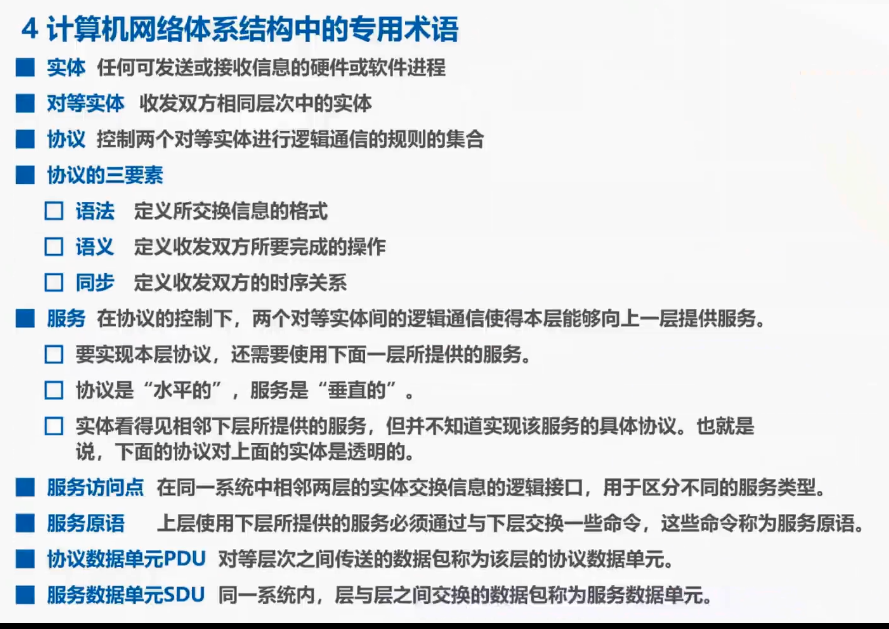 4 计算机网络体系结构中的专用术语
实体 任何可发送或接收信息的硬件或软件进程
对等实体 收发双方相同层次中的实体
协议 控制两个对等实体进行逻辑通信的规则的集合
协议的三要素
语法 定义所交换信息的格式
语义 定义收发双方所要完成的操作
同步 定义收发双方的时序关系
服务 在协议的控制下，两个对等实体间的逻辑通信使得本层能够向上一层提供服务。
要实现本层协议，还需要使用下面一层所提供的服务。
协议是“水平的”，服务是“垂直的”。
实体看得见相邻下层所提供的服务，但并不知道实现该服务的具体协议。也就是
说，下面的协议对上面的实体是透明的。
服务访问点 在同一系统中相邻两层的实体交换信息的逻辑接口，用于区分不同的服务类型。
服务原语 上层使用下层所提供的服务必须通过与下层交换一些命令，这些命令称为服务原语。
协议数据单元PDU 对等层次之间传送的数据包称为该层的协议数据单元。
服务数据单元SDU 同一系统内，层与层之间交换的数据包称为服务数据单元。